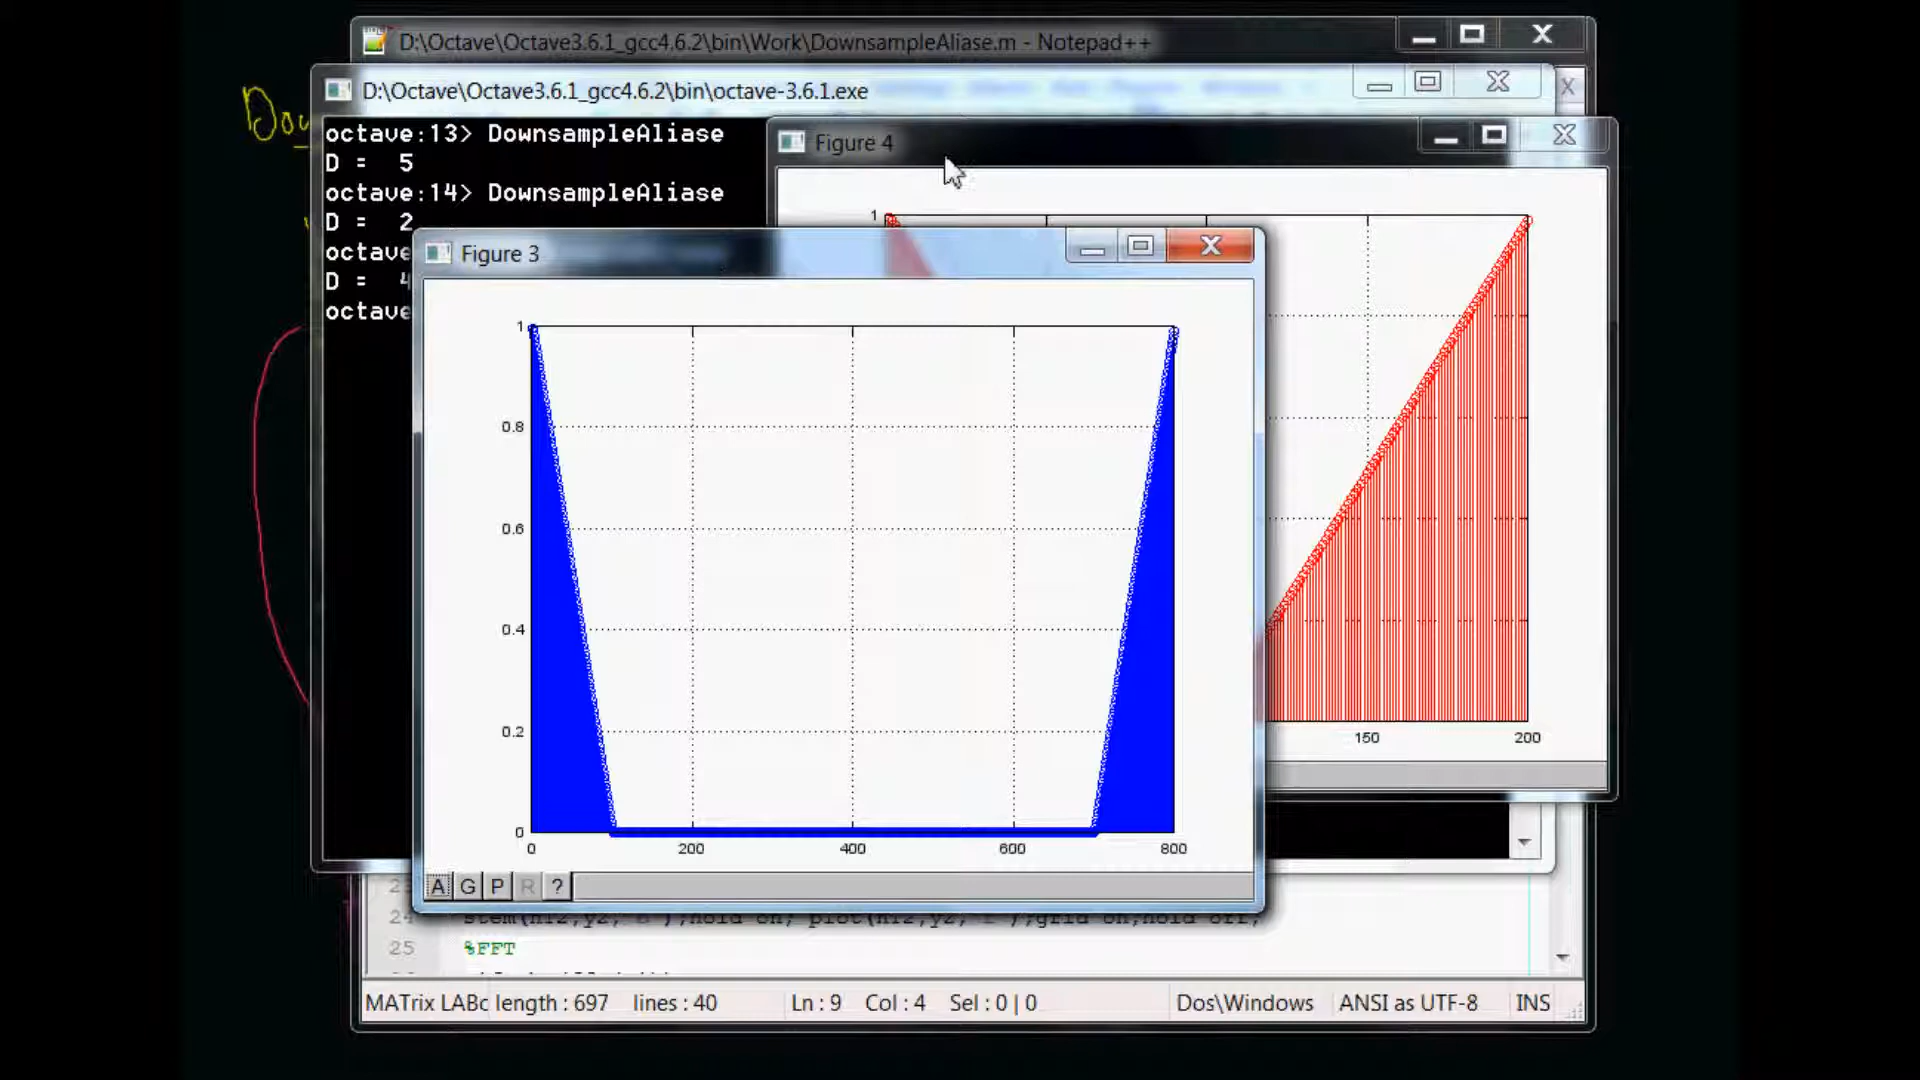 D:\Octave\Octave3.6.1_gcc4.6.2\bin\Work\DownsampleAliase.m - Notepad++
D:\Octave\Octave3.6.1_gcc4.6.2\bin\octave-3.6.1.exe
Dow
octave:13> DownsampleAliase
D = 5
octave:14> DownsampleAliase
D = 2
octave
D = 4
octave
Figure 4
1
150
200
Figure 3
1
0.8
0.6
0.4
0.2
0
0
200
400
600
800
A G P R ?
24
25 %FFT
MATrix LABc length : 697 lines : 40 Ln : 9 Col : 4 Sel : 0 | 0 Dos\Windows ANSI as UTF-8 INS